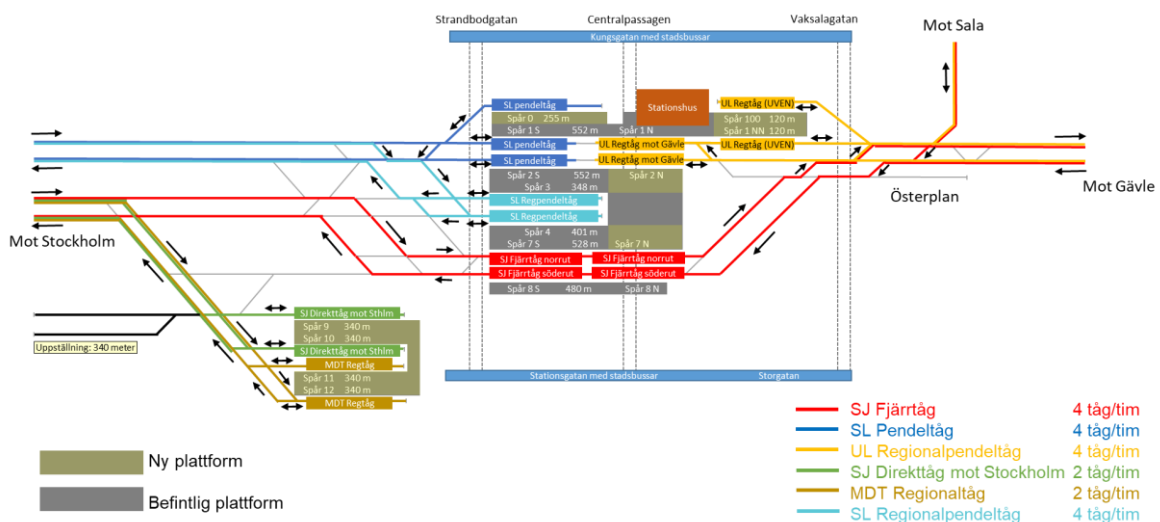 Strandbodgatan
Centralpassagen
Vaksalagatan
Mot Sala
Kungsgatan med stadsbussar
SL pendeltåg
Stationshus
UL Regtåg (UVEN)
Spår 0 255 m
Spår 100 120 m
Spår 1 S 552 m Spår 1 N
Spår 1 NN 120 m
SL pendeltåg
UL Regtåg mot Gävle
UL Regtåg (UVEN)
SL pendeltåg
UL Regtåg mot Gävle
Spår 2 S 552 m Spår 2 N
Spår 3 348 m
Mot Gävle
Österplan
SL Regpendeltåg
SL Regpendeltåg
Mot Stockholm
Spår 4 401 m
Spår 7 S 528 m Spår 7 N
SJ Fjärrtåg norrut
SJ Fjärrtåg norrut
SJ Fjärrtåg söderut
SJ Fjärrtåg söderut
Spår 8 S 480 m Spår 8 N
SJ Direkttåg mot Sthlm
Spår 9 340 m
Spår 10 340 m
Uppställning: 340 meter
SJ Direkttåg mot Sthlm
MDT Regtåg
Spår 11 340 m
Spår 12 340 m
MDT Regtåg
Stationsgatan med stadsbussar
Storgatan
SJ Fjärrtåg 4 tåg/tim
SL Pendeltåg 4 tåg/tim
UL Regionalpendeltåg 4 tåg/tim
SJ Direkttåg mot Stockholm 2 tåg/tim
MDT Regionaltåg 2 tåg/tim
SL Regionalpendeltåg 4 tåg/tim
Ny plattform
Befintlig plattform